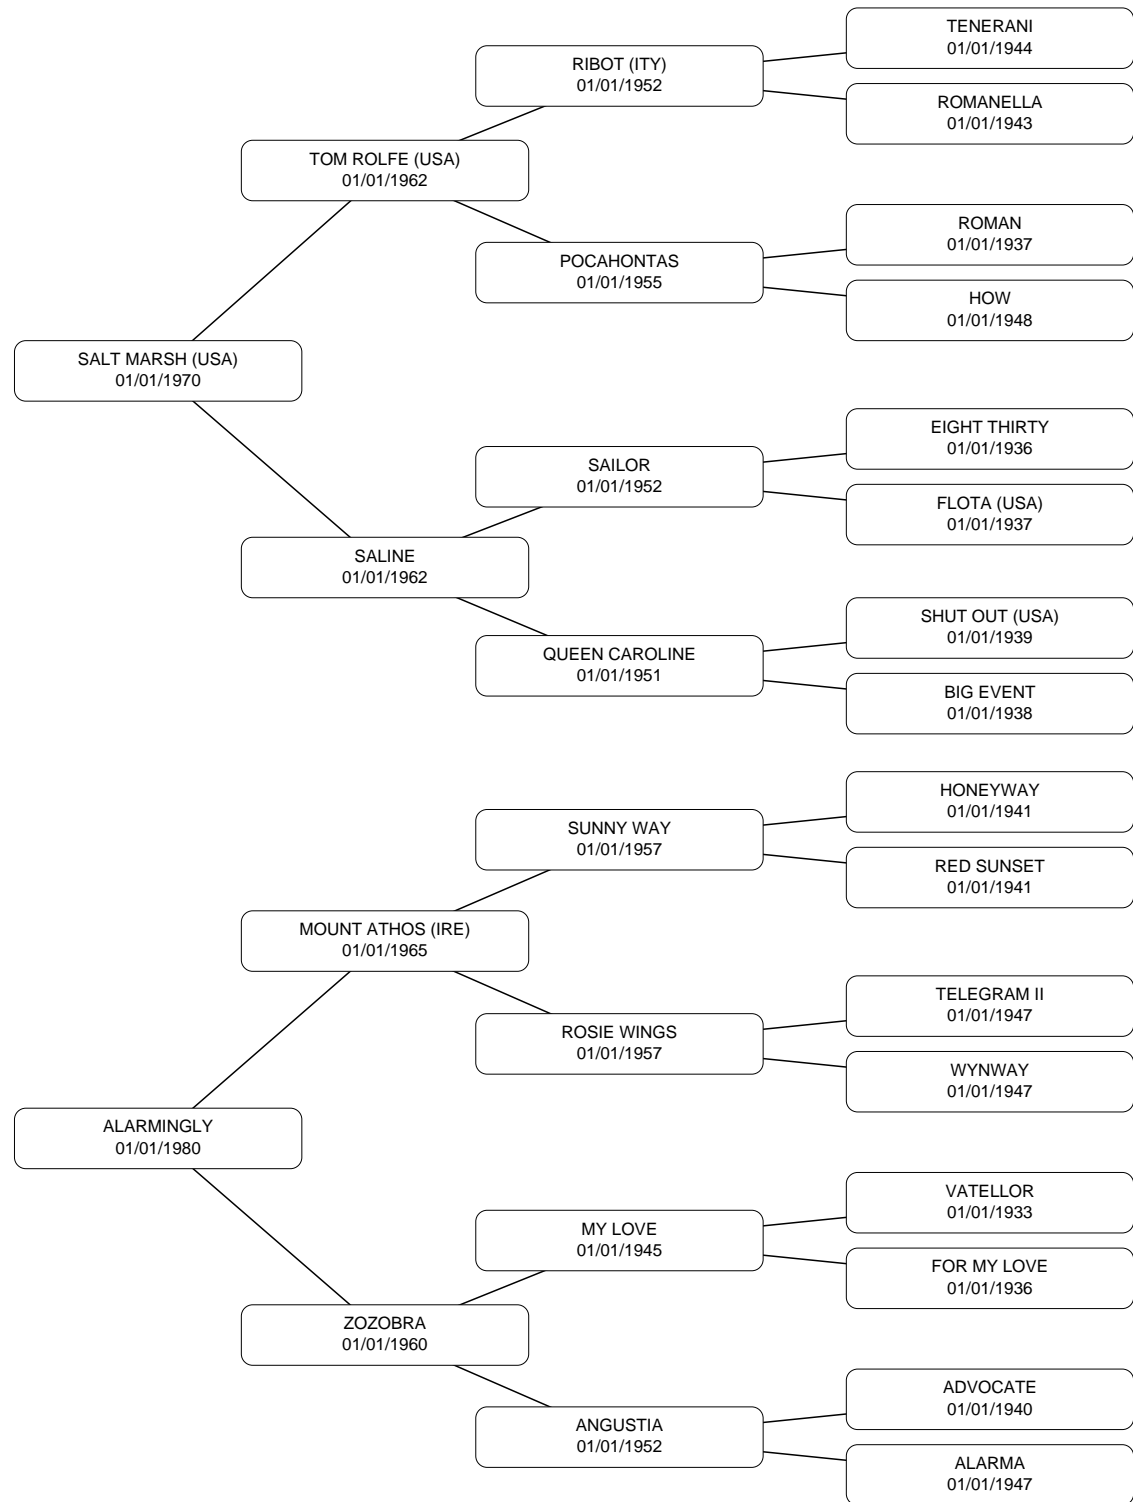 TENERANI
01/01/1944
RIBOT (ITY)
01/01/1952
ROMANELLA
01/01/1943
TOM ROLFE (USA)
01/01/1962
ROMAN
01/01/1937
POCAHONTAS
01/01/1955
HOW
01/01/1948
SALT MARSH (USA)
01/01/1970
EIGHT THIRTY
01/01/1936
SAILOR
01/01/1952
FLOTA (USA)
01/01/1937
SALINE
01/01/1962
SHUT OUT (USA)
01/01/1939
QUEEN CAROLINE
01/01/1951
BIG EVENT
01/01/1938
HONEYWAY
01/01/1941
SUNNY WAY
01/01/1957
RED SUNSET
01/01/1941
MOUNT ATHOS (IRE)
01/01/1965
TELEGRAM II
01/01/1947
ROSIE WINGS
01/01/1957
WYNWAY
01/01/1947
ALARMINGLY
01/01/1980
VATELLOR
01/01/1933
MY LOVE
01/01/1945
FOR MY LOVE
01/01/1936
ZOZOBRA
01/01/1960
ADVOCATE
01/01/1940
ANGUSTIA
01/01/1952
ALARMA
01/01/1947